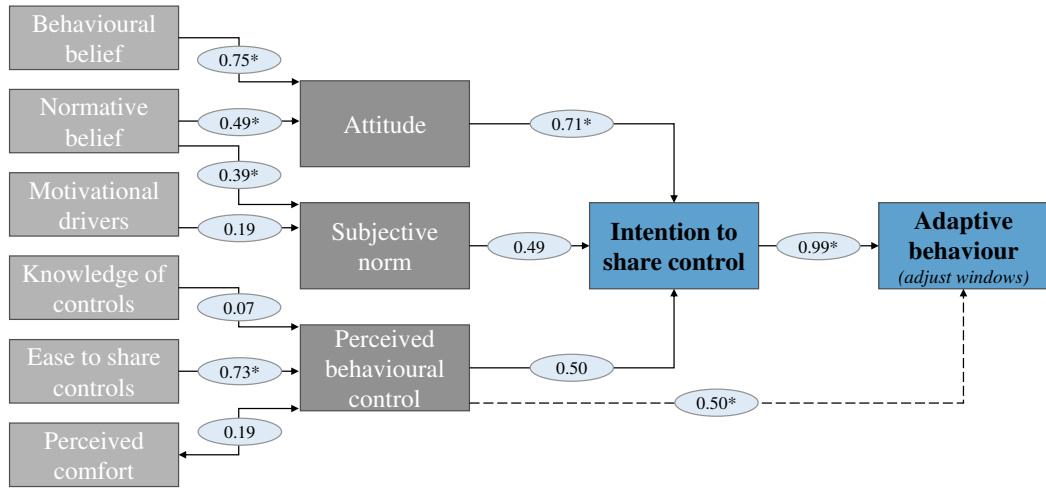 Behavioural
belief
0.75*
Normative
belief
0.49*
Attitude
0.71*
0.39*
Motivational
drivers
0.19
Subjective
norm
0.49
Intention to
share control
0.99*
Adaptive
behaviour
(adjust windows)
Knowledge of
controls
0.07
Ease to share
controls
0.73*
Perceived
behavioural
control
0.50
0.50*
0.19
Perceived
comfort